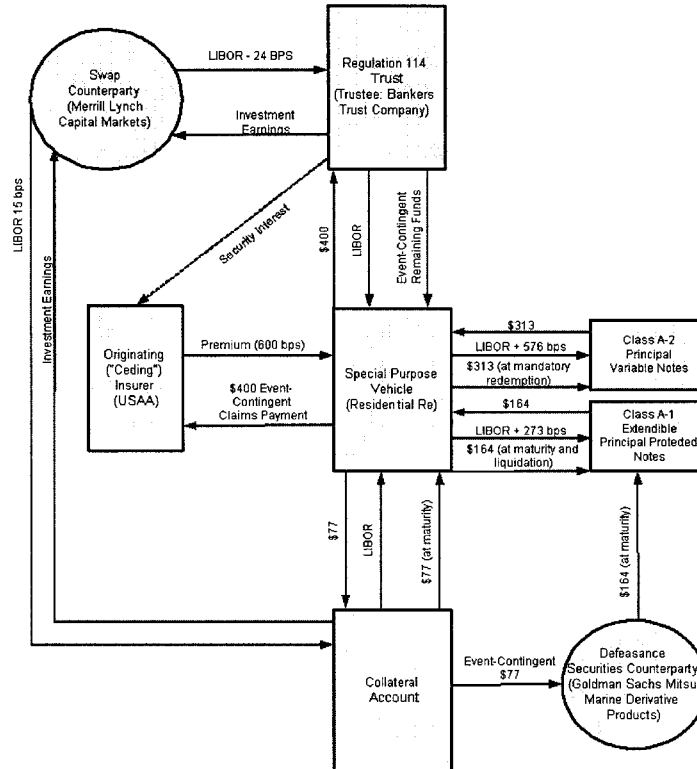 LIBOR - 24 BPS
Swap
Counterparty
(Merrill Lynch
Capital Markets)
Regulation 114
Trust
(Trustee: Bankers
Trust Company)
Investment
Earnings
LIBOR 15 bps
Investment Earnings
Security Interest
$400
LIBOR
Event-Contingent
Remaining Funds
Originating
("Ceding")
Insurer
(USAA)
Premium (600 bps)
$400 Event-
Contingent
Claims Payment
Special Purpose
Vehicle
(Residential Re)
$313
LIBOR + 576 bps
$313 (at mandatory
redemption)
Class A-2
Principal
Variable Notes
$164
LIBOR + 273 bps
$164 (at maturity and
liquidation)
Class A-1
Extendible
Principal Proteded
Notes
$77
LIBOR
$77 (at maturity)
$164 (at maturity)
Collateral
Account
Event-Contingent
$77
Defeasance
Securities Counterparty
(Goldman Sachs Mitsui
Marine Derivative
Products)